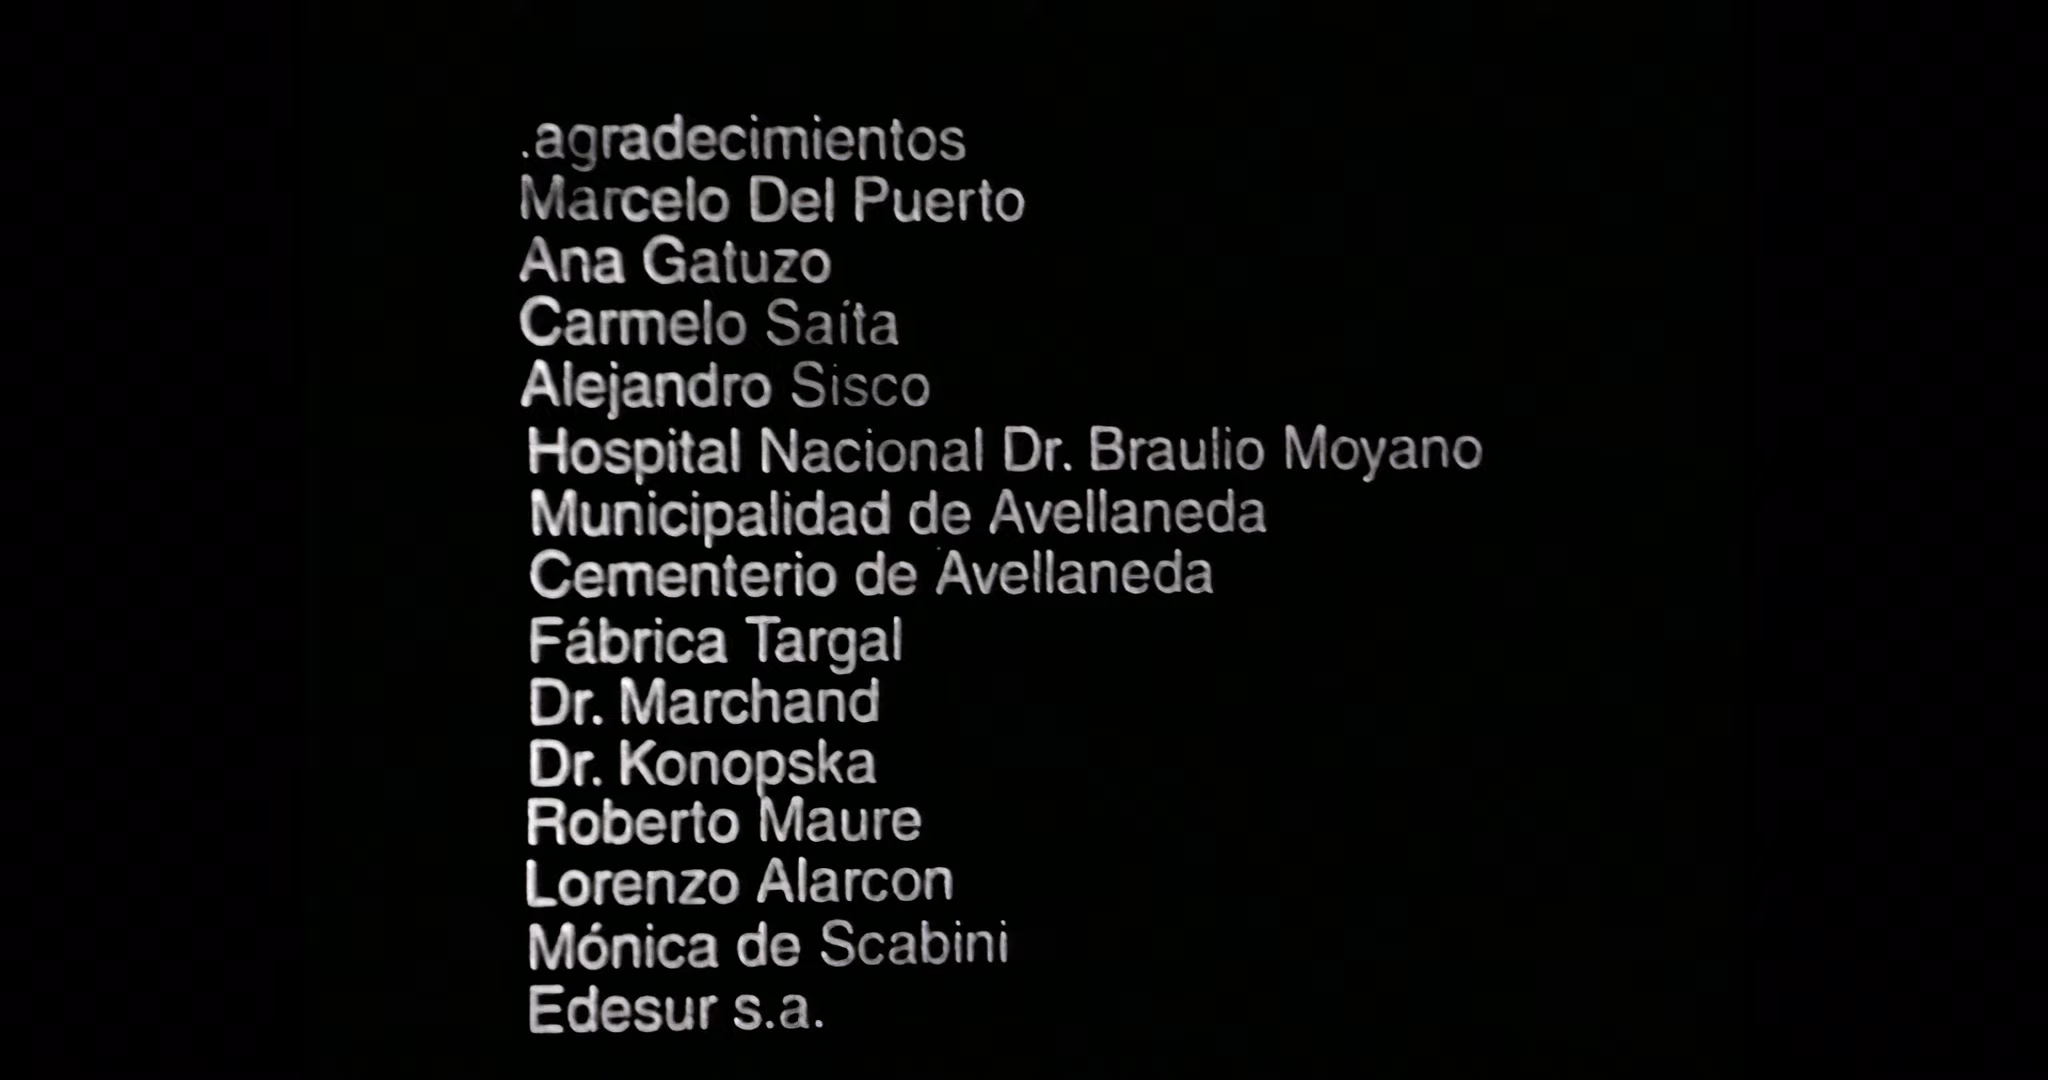 .agradecimientos
Marcelo Del Puerto
Ana Gatuzo
Carmelo Saíta
Alejandro Sisco
Hospital Nacional Dr. Braulio Moyano
Municipalidad de Avellaneda
Cementerio de Avellaneda
Fábrica Targal
Dr. Marchand
Dr. Konopska
Roberto Maure
Lorenzo Alarcon
Mónica de Scabini
Edesur s.a.